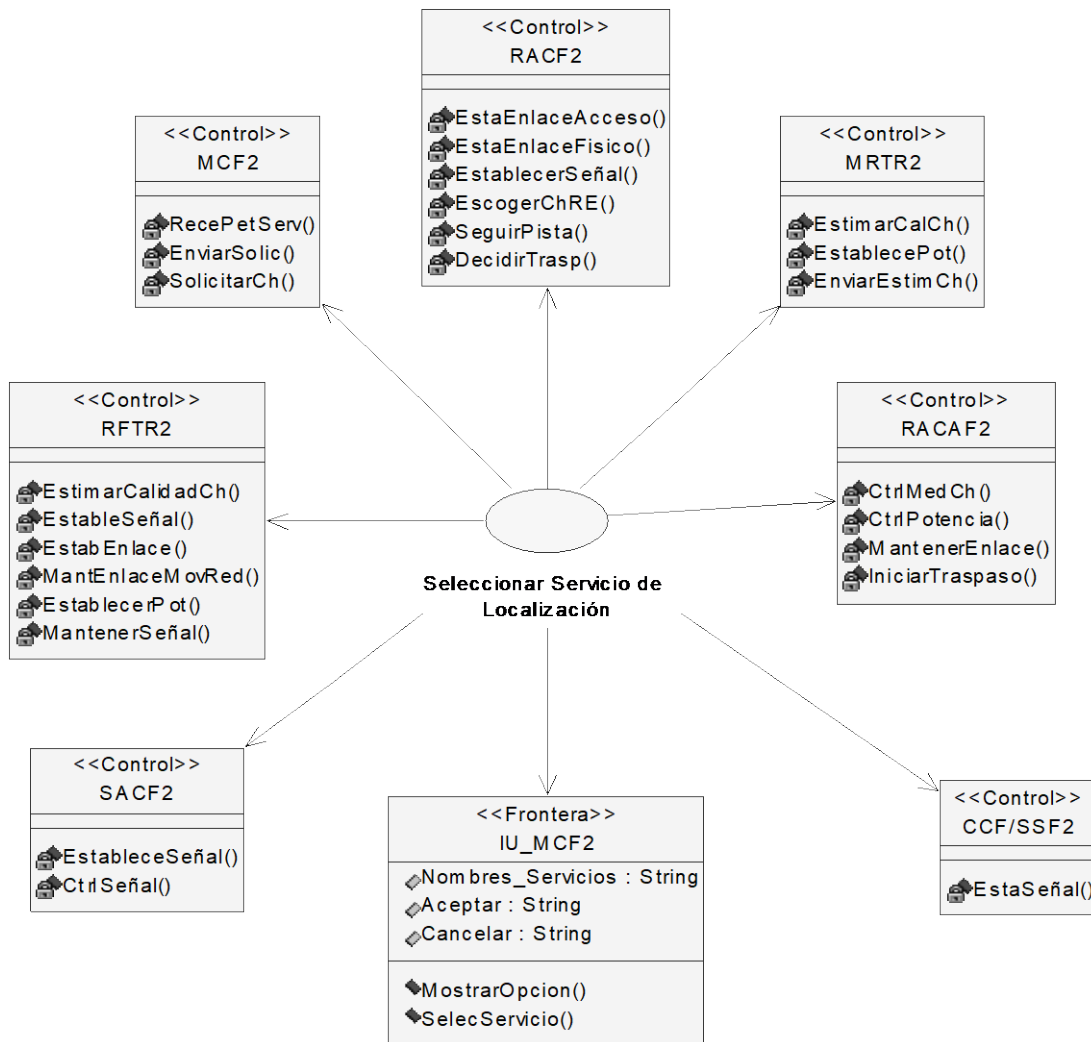 <<Control>>
RACF2
EstaEnlaceAcceso()
EstaEnlaceFisico()
EstablecerSeñal()
EscogerChRE()
SeguirPista()
DecidirTrasp()
<<Control>>
MCF2
RecePetServ()
EnviarSolic()
SolicitarCh()
<<Control>>
MRTR2
EstimarCalCh()
EstablecePot()
EnviarEstimCh()
<<Control>>
RFTR2
EstimarCalidadCh()
EstableSeñal()
EstabEnlace()
MantEnlaceMovRed()
EstablecerPot()
MantenerSeñal()
<<Control>>
RACAF2
CtrlMedCh()
CtrlPotencia()
MantenerEnlace()
IniciarTraspaso()
Seleccionar Servicio de
Localización
<<Control>>
SACF2
EstableceSeñal()
CtrlSeñal()
<<Frontera>>
IU_MCF2
Nombres_Servicios : String
Aceptar : String
Cancelar : String
MostrarOpcion()
SelecServicio()
<<Control>>
CCF/SSF2
EstaSeñal()